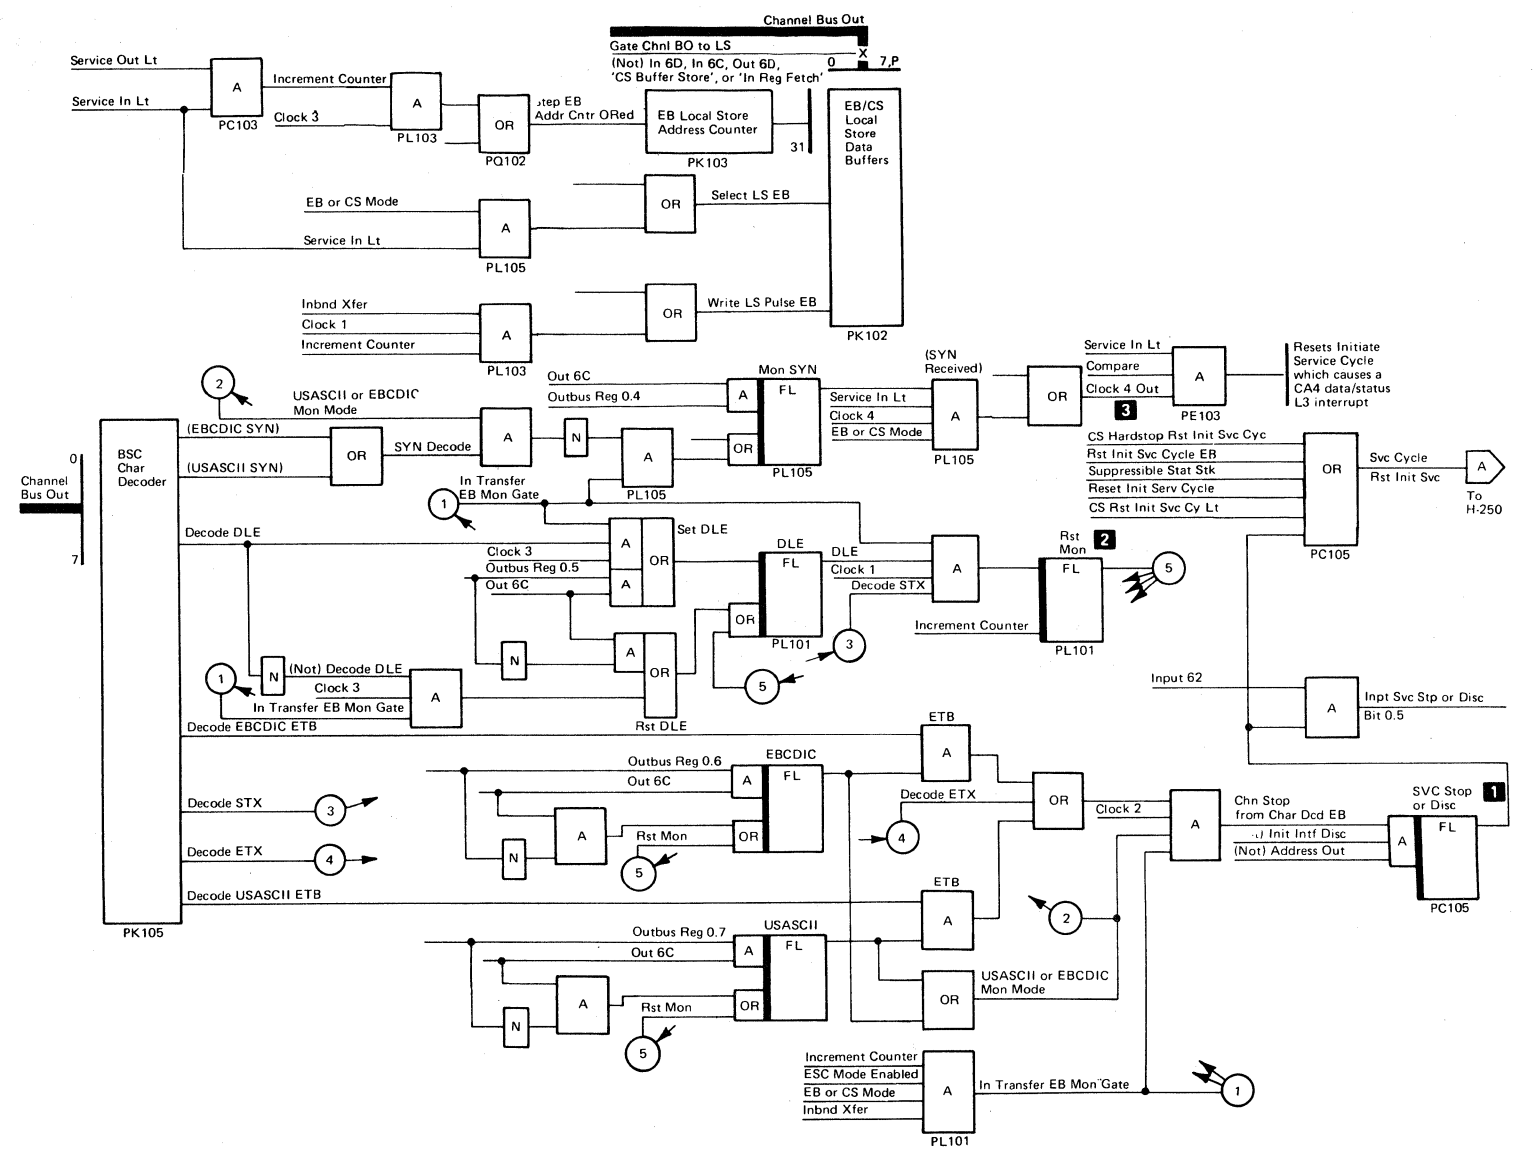 Channel Bus Out
Gate Chnl BO to LS
X
(Not) In 6D, In 6C, Out 6D,
'CS Buffer Store', or 'In Reg Fetch'
0 7,P
Service Out Lt
Service In Lt
A
PC103
Increment Counter
Clock 3
A
PL103
OR
PQ102
Addr Cntr ORed
EB Local Store
Address Counter
PK103
31
EB/CS
Local
Store
Data
Buffers
PK102
EB or CS Mode
Service In Lt
A
PL105
OR
Select LS EB
Inbnd Xfer
Clock 1
Increment Counter
A
PL103
OR
Write LS Pulse EB
2
USASCII or EBCDIC
Mon Mode
(EBCDIC SYN)
(USASCII SYN)
OR
SYN Decode
A
N
A
PL105
Out 6C
Outbus Reg 0.4
A
OR
Mon SYN
FL
PL105
(SYN
Received)
Service In Lt
Clock 4
EB or CS Mode
A
PL105
OR
Service In Lt
Compare
Clock 4 Out
3
A
PE103
Resets Initiate
Service Cycle
which causes a
CA4 data/status
L3 interrupt
CS Hardstop Rst Init Svc Cyc
Rst Init Svc Cycle EB
Suppressible Stat Stk
Reset Init Serv Cycle
CS Rst Init Svc Cy Lt
OR
PC105
Svc Cycle
Rst Init Svc
A
To
H-250
Channel
Bus Out
0
7
BSC
Char
Decoder
PK105
In Transfer
EB Mon Gate
1
Decode DLE
Clock 3
Outbus Reg 0.5
Out 6C
A
A
OR
Set DLE
DLE
FL
OR
PL101
DLE
Clock 1
Decode STX
A
3
Rst
Mon
2
FL
PL101
5
Increment Counter
N
A
OR
Rst DLE
5
1
N
(Not) Decode DLE
Clock 3
In Transfer EB Mon Gate
A
Decode EBCDIC ETB
Input 62
A
Inpt Svc Stp or Disc
Bit 0.5
Decode STX
3
Decode ETX
4
Decode USASCII ETB
Outbus Reg 0.6
Out 6C
A
OR
EBCDIC
FL
N
A
Rst Mon
5
ETB
A
Decode ETX
4
OR
Clock 2
A
Chn Stop
from Char Dcd EB
Init Intf Disc
(Not) Address Out
A
SVC Stop
or Disc
1
FL
PC105
ETB
A
2
Outbus Reg 0.7
Out 6C
A
OR
USASCII
FL
N
A
Rst Mon
5
OR
USASCII or EBCDIC
Mon Mode
Increment Counter
ESC Mode Enabled
EB or CS Mode
Inbnd Xfer
A
PL101
In Transfer EB Mon Gate
1